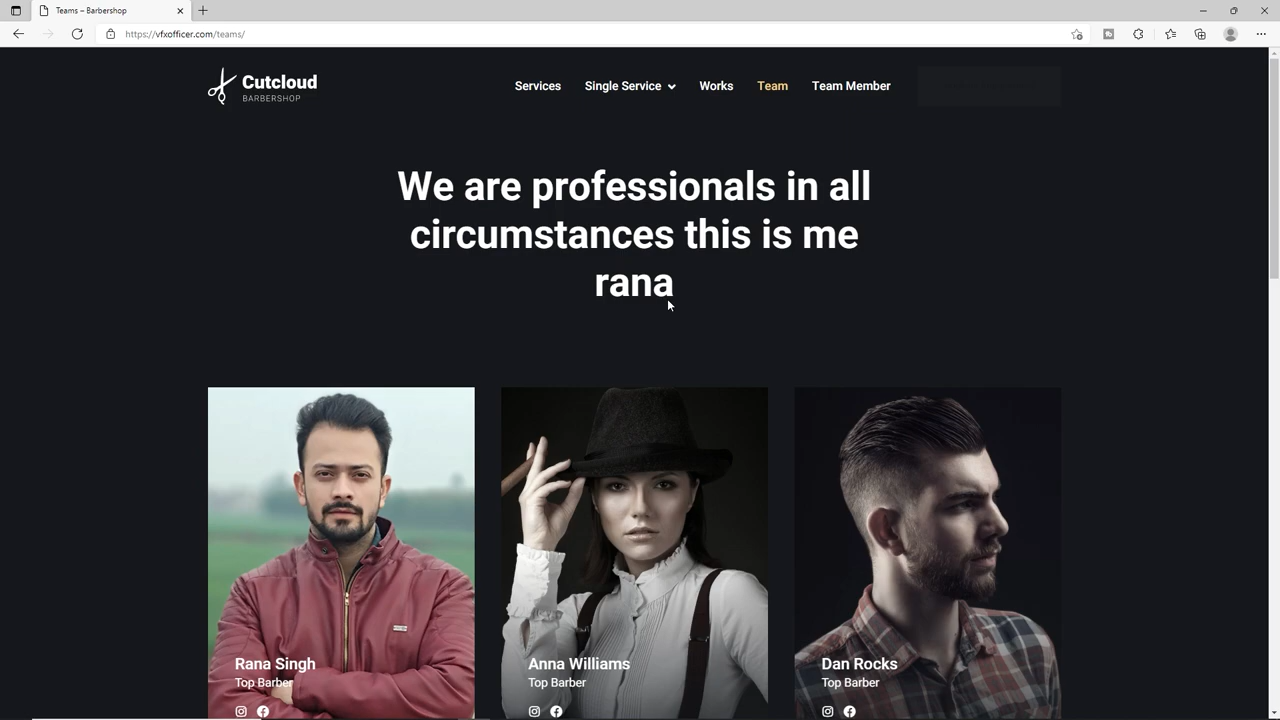 Teams – Barbershop
https://vfxofficer.com/teams/
Cutcloud
BARBERSHOP
Services
Single Service
Works
Team
Team Member
We are professionals in all
circumstances this is me
rana
Rana Singh
Top Barber
Anna Williams
Top Barber
Dan Rocks
Top Barber